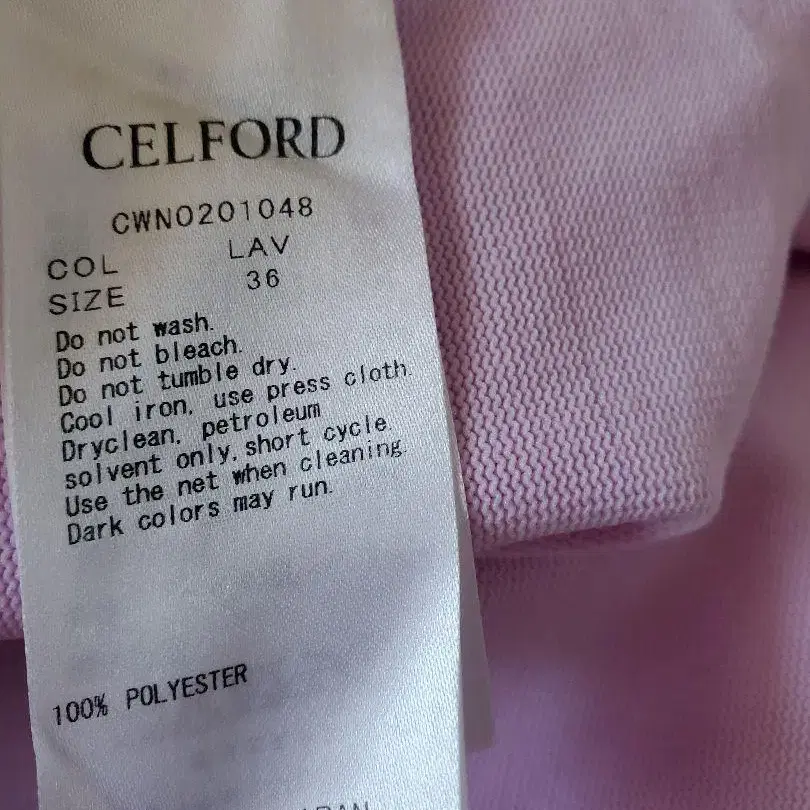 CELFORD
CWNO201048
COL LAV
SIZE 36
Do not wash.
Do not bleach.
Do not tumble dry.
Cool iron, use press cloth.
Dryclean, petroleum
solvent only, short cycle.
Use the net when cleaning.
Dark colors may run.
100% POLYESTER